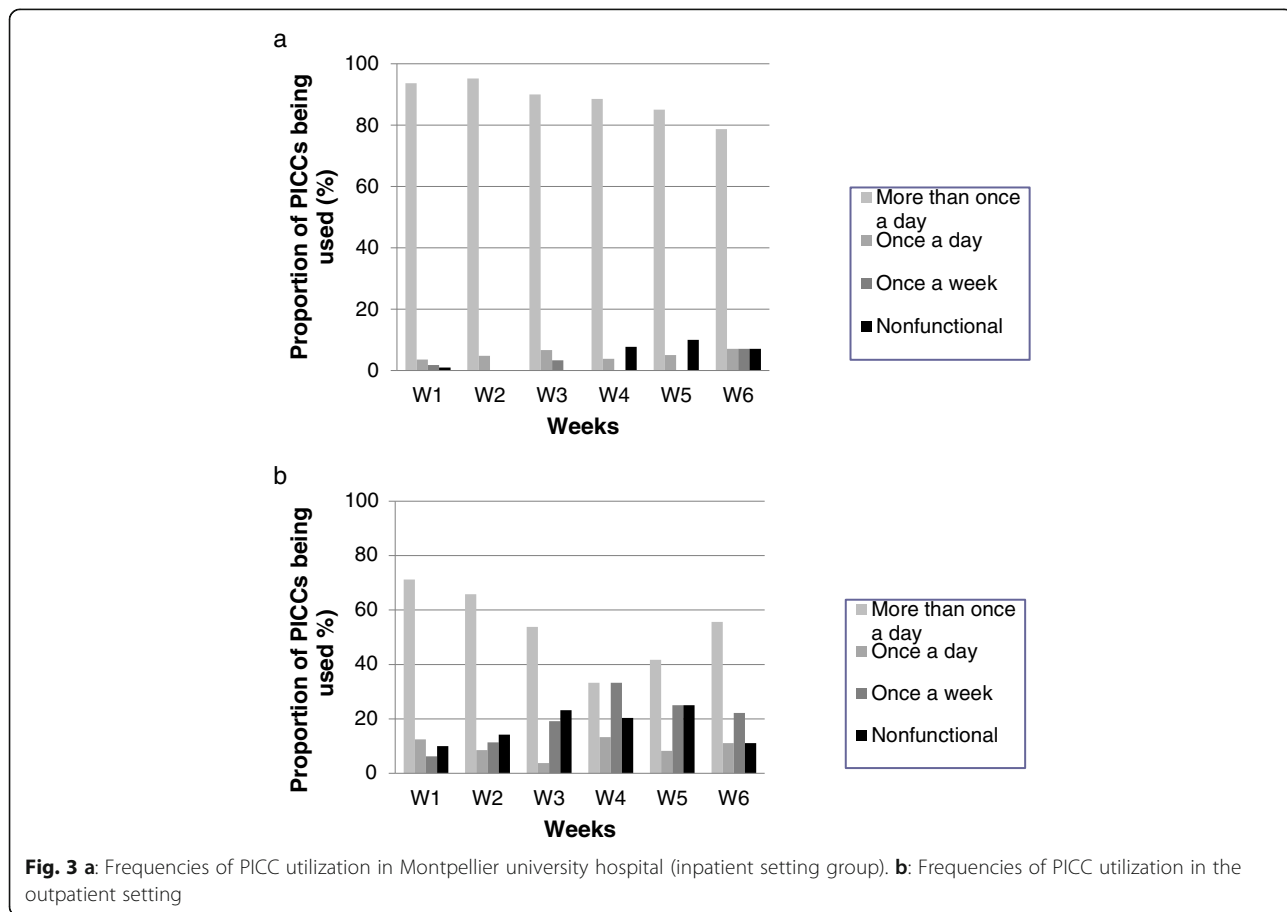 a
Proportion of PICCs being
used (%)
100
80
60
40
20
0
W1 W2 W3 W4 W5 W6
Weeks
More than once
a day
Once a day
Once a week
Nonfunctional
b
Proportion of PICCs being
used %)
100
80
60
40
20
0
W1 W2 W3 W4 W5 W6
Weeks
More than once
a day
Once a day
Once a week
Nonfunctional
Fig. 3 a: Frequencies of PICC utilization in Montpellier university hospital (inpatient setting group). b: Frequencies of PICC utilization in the
outpatient setting